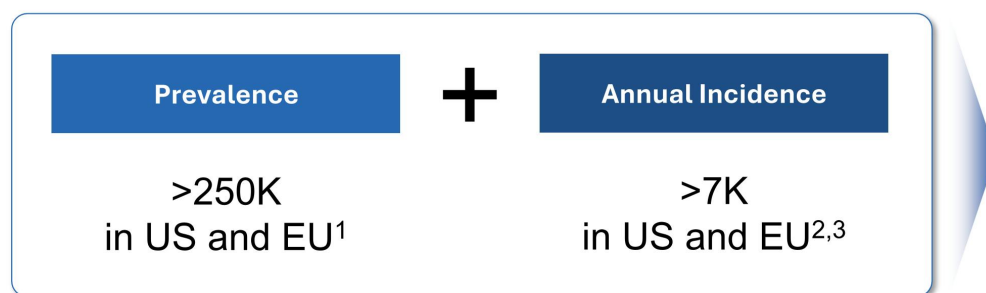 Prevalence
+
Annual Incidence
>250K
in US and EU¹
>7K
in US and EU²,³